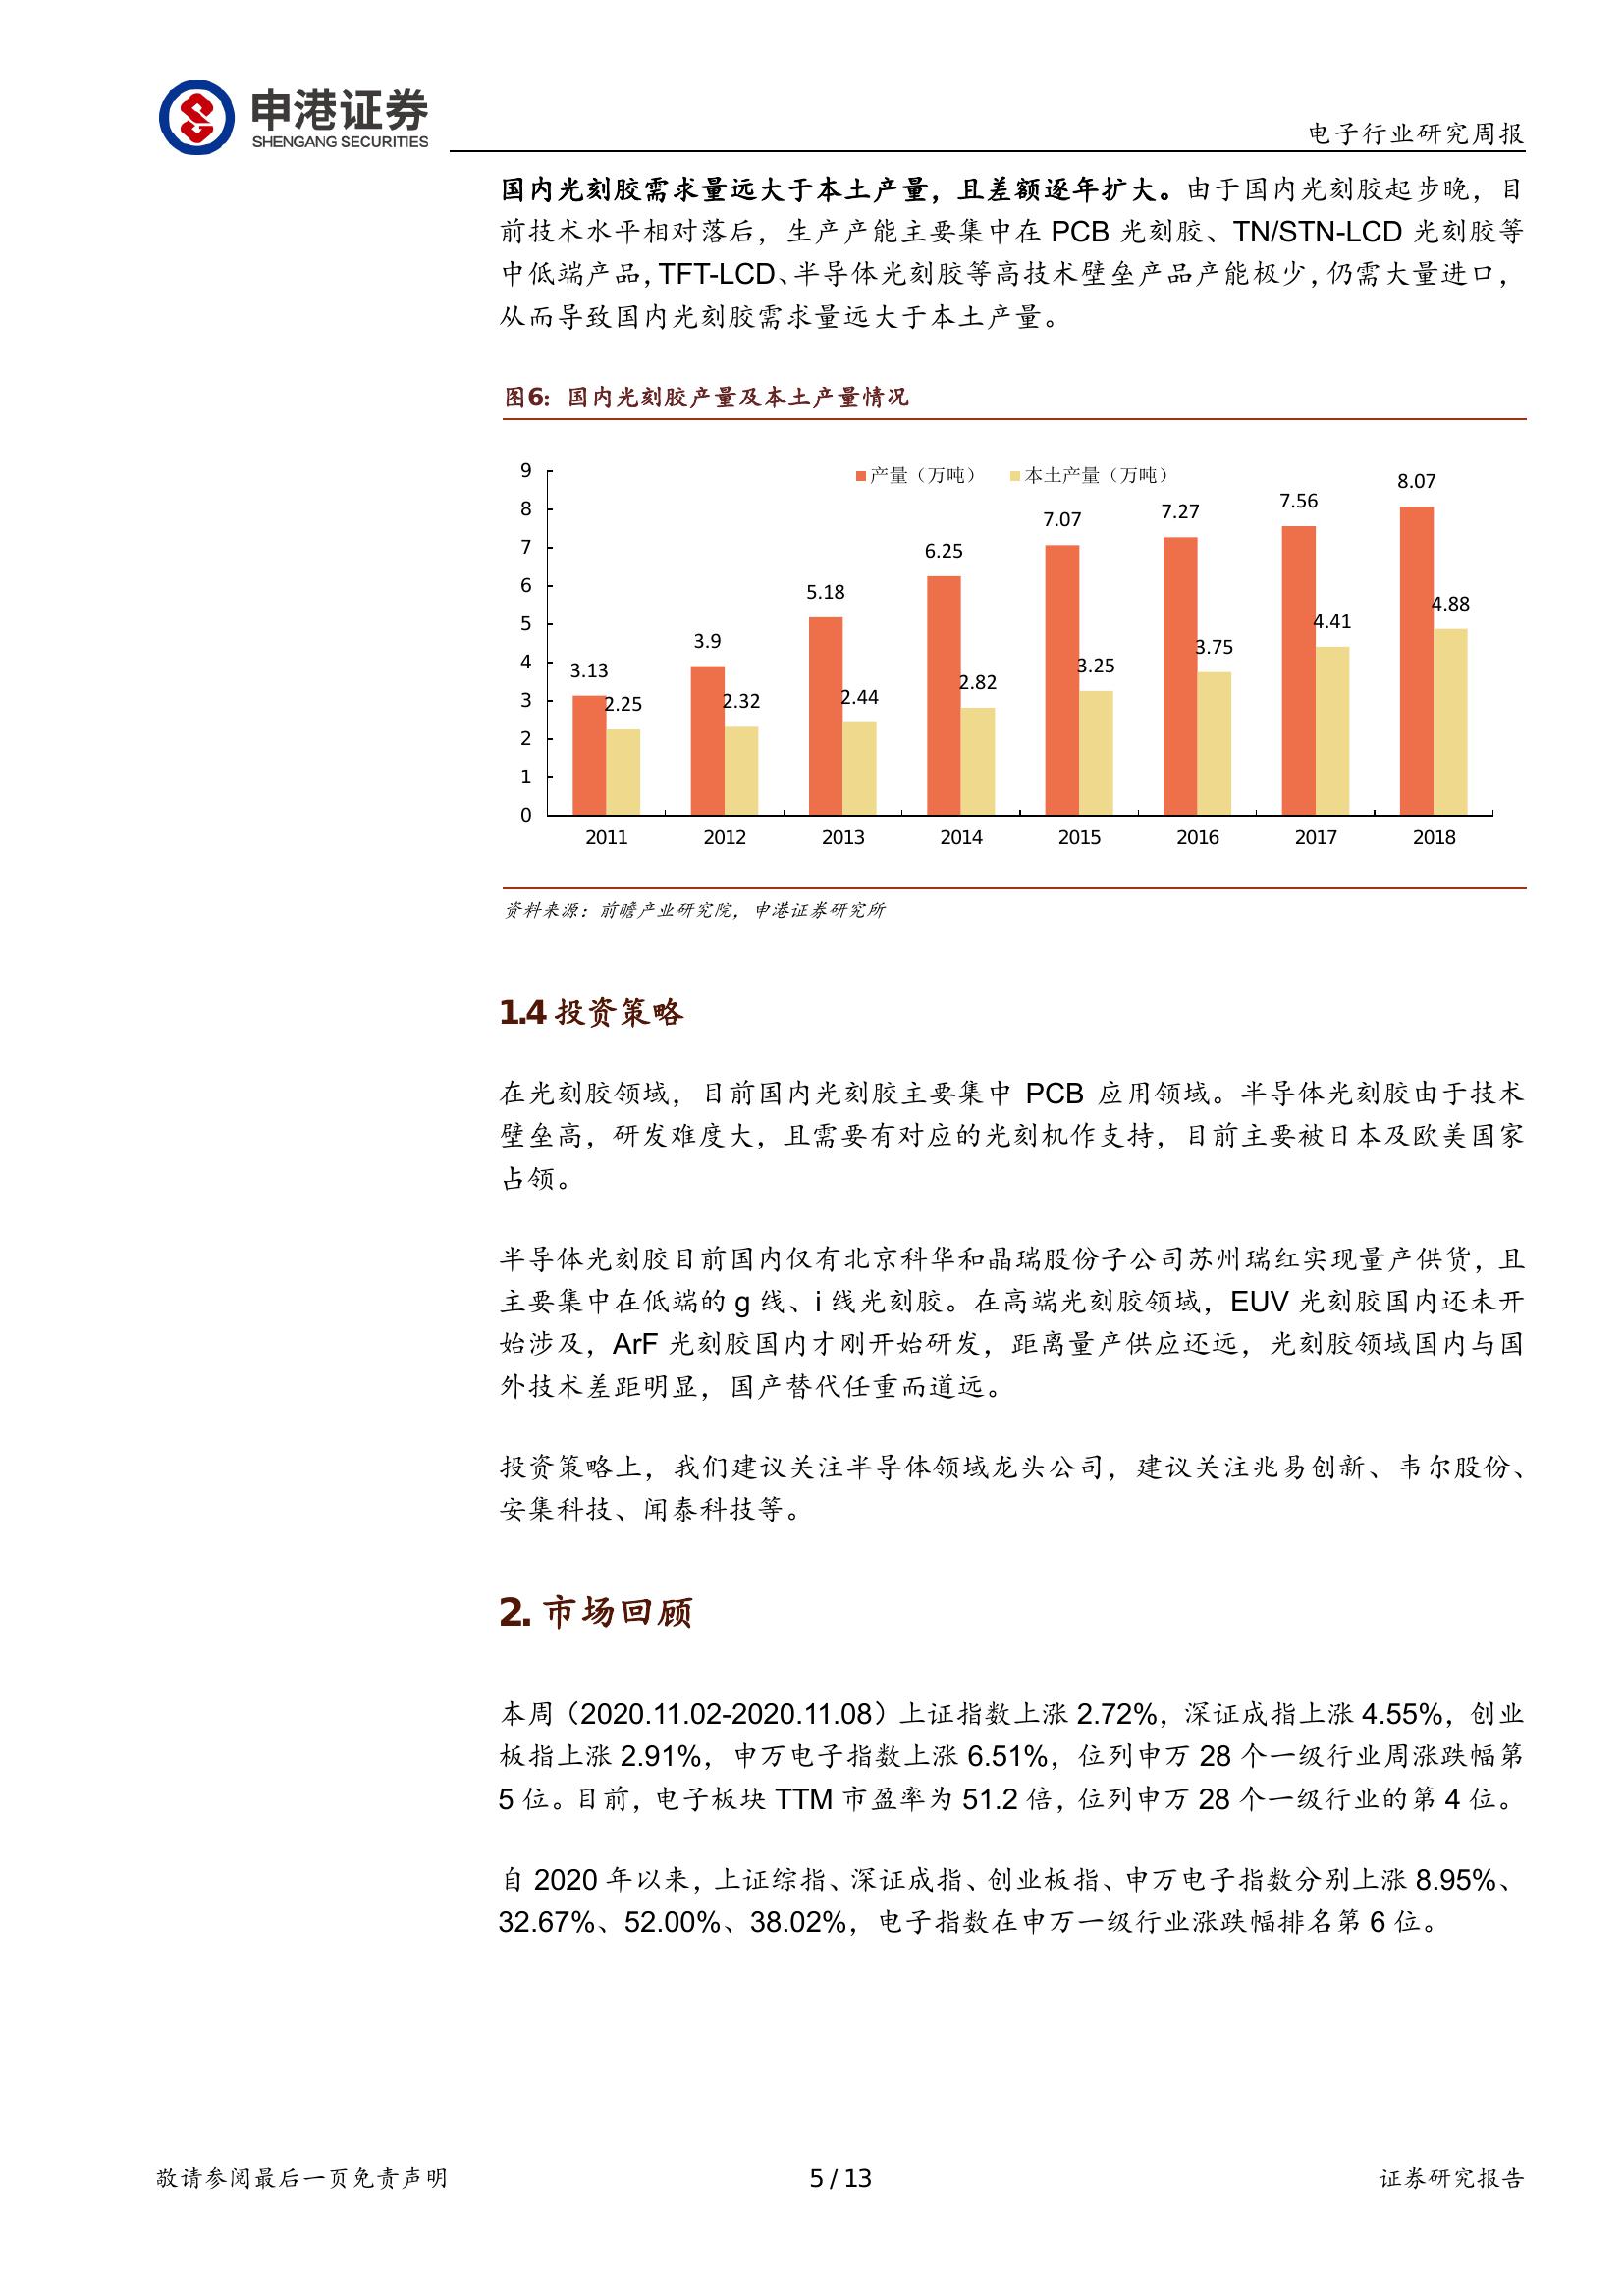 申港证券
SHENGANG SECURITIES
电子行业研究周报
国内光刻胶需求量远大于本土产量，且差额逐年扩大。由于国内光刻胶起步晚，目
前技术水平相对落后，生产产能主要集中在 PCB 光刻胶、TN/STN-LCD 光刻胶等
中低端产品，TFT-LCD、半导体光刻胶等高技术壁垒产品产能极少，仍需大量进口，
从而导致国内光刻胶需求量远大于本土产量。
图6: 国内光刻胶产量及本土产量情况
产量（万吨） 本土产量（万吨）
9
8
7
6
5
4
3
2
1
0
3.13 3.9 5.18 6.25 7.07 7.27 7.56 8.07
2.25 2.32 2.44 2.82 3.25 3.75 4.41 4.88
2011 2012 2013 2014 2015 2016 2017 2018
资料来源：前瞻产业研究院，申港证券研究所
1.4 投资策略
在光刻胶领域，目前国内光刻胶主要集中 PCB 应用领域。半导体光刻胶由于技术
壁垒高，研发难度大，且需要有对应的光刻机作支持，目前主要被日本及欧美国家
占领。
半导体光刻胶目前国内仅有北京科华和晶瑞股份子公司苏州瑞红实现量产供货，且
主要集中在低端的 g 线、i 线光刻胶。在高端光刻胶领域，EUV 光刻胶国内还未开
始涉及，ArF 光刻胶国内才刚开始研发，距离量产供应还远，光刻胶领域国内与国
外技术差距明显，国产替代任重而道远。
投资策略上，我们建议关注半导体领域龙头公司，建议关注兆易创新、韦尔股份、
安集科技、闻泰科技等。
2. 市场回顾
本周（2020.11.02-2020.11.08）上证指数上涨 2.72%，深证成指上涨 4.55%，创业
板指上涨 2.91%，申万电子指数上涨 6.51%，位列申万 28 个一级行业周涨跌幅第
5 位。目前，电子板块 TTM 市盈率为 51.2 倍，位列申万 28 个一级行业的第 4 位。
自 2020 年以来，上证综指、深证成指、创业板指、申万电子指数分别上涨 8.95%、
32.67%、52.00%、38.02%，电子指数在申万一级行业涨跌幅排名第 6 位。
敬请参阅最后一页免责声明
5 / 13
证券研究报告